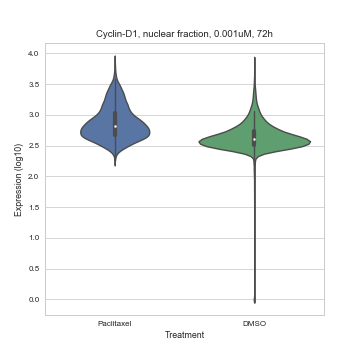 Cyclin-D1, nuclear fraction, 0.001uM, 72h
4.0
3.5
3.0
2.5
2.0
1.5
1.0
0.5
0.0
Expression (log10)
Paclitaxel
DMSO
Treatment